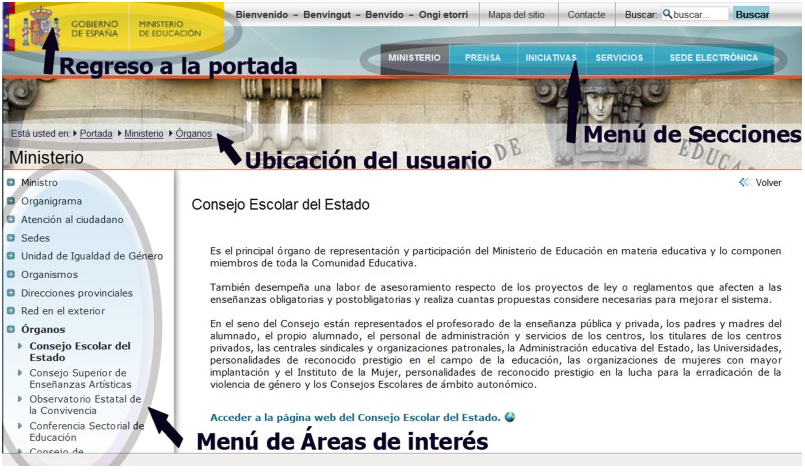 GOBIERNO
DE ESPAÑA
MINISTERIO
DE EDUCACIÓN
Bienvenido - Benvingut - Benvido - Ongi etorri
Mapa del sitio
Contacte
Buscar:
buscar...
Buscar
Regreso a la portada
MINISTERIO
PRENSA
INICIATIVAS
SERVICIOS
SEDE ELECTRÓNICA
Menú de Secciones
Está usted en: Portada Ministerio Órganos
Ubicación del usuario
DE
EDUCA
Ministerio
Ministro
Organigrama
Atención al ciudadano
Sedes
Unidad de Igualdad de Género
Organismos
Direcciones provinciales
Red en el exterior
Órganos
Consejo Escolar del
Estado
Consejo Superior de
Enseñanzas Artísticas
Observatorio Estatal de
la Convivencia
Conferencia Sectorial de
Educación
Consejo de
Menú de Áreas de interés
Volver
Consejo Escolar del Estado
Es el principal órgano de representación y participación del Ministerio de Educación en materia educativa y lo componen
miembros de toda la Comunidad Educativa.
También desempeña una labor de asesoramiento respecto de los proyectos de ley o reglamentos que afecten a las
enseñanzas obligatorias y postobligatorias y realiza cuantas propuestas considere necesarias para mejorar el sistema.
En el seno del Consejo están representados el profesorado de la enseñanza pública y privada, los padres y madres del
alumnado, el propio alumnado, el personal de administración y servicios de los centros, los titulares de los centros
privados, las centrales sindicales y organizaciones patronales, la Administración educativa del Estado, las Universidades,
personalidades de reconocido prestigio en el campo de la educación, las organizaciones de mujeres con mayor
implantación y el Instituto de la Mujer, personalidades de reconocido prestigio en la lucha para la erradicación de la
violencia de género y los Consejos Escolares de ámbito autonómico.
Acceder a la página web del Consejo Escolar del Estado.